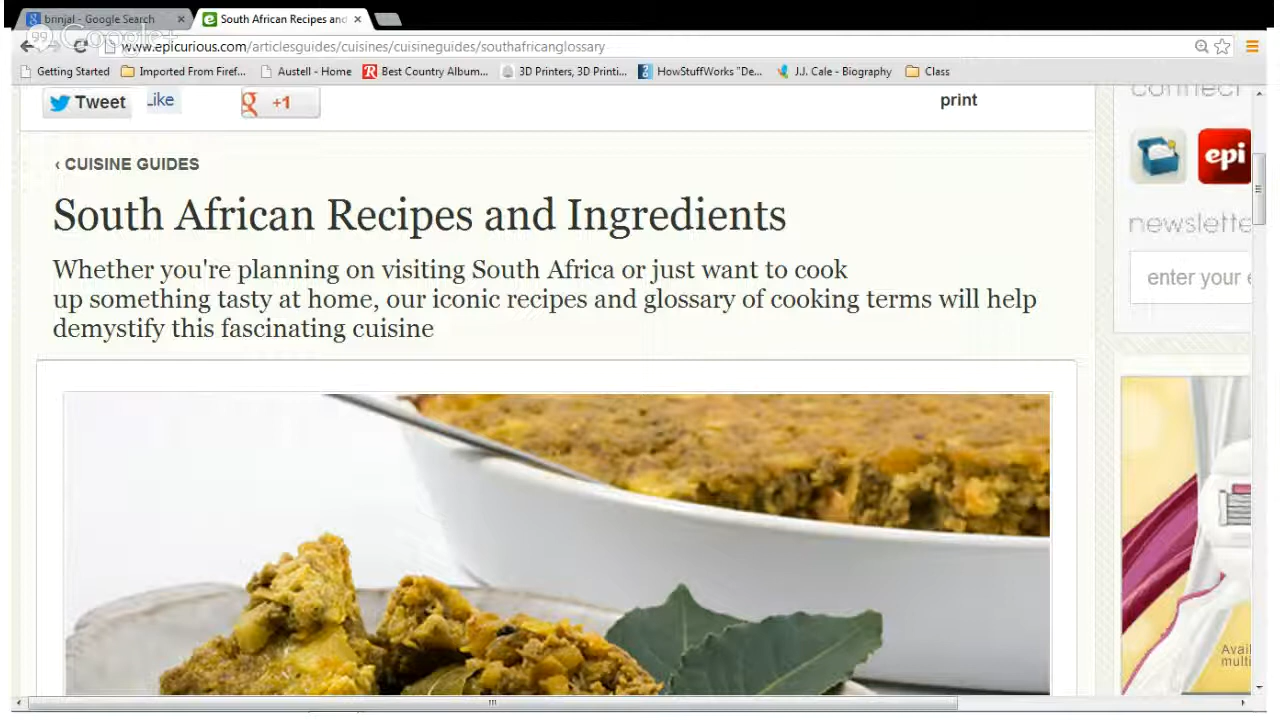 brinjal - Google Search
South African Recipes and
Google+
www.epicurious.com/articlesguides/cuisines/cuisineguides/southafricanglossary
Getting Started Imported From Firef... Austell - Home Best Country Album... 3D Printers, 3D Printi... HowStuffWorks "De... J.J. Cale - Biography Class
Tweet Like +1 print
connect
‹ CUISINE GUIDES
epi
South African Recipes and Ingredients
newslette
Whether you're planning on visiting South Africa or just want to cook
enter your e
up something tasty at home, our iconic recipes and glossary of cooking terms will help
demystify this fascinating cuisine
Avai
multi